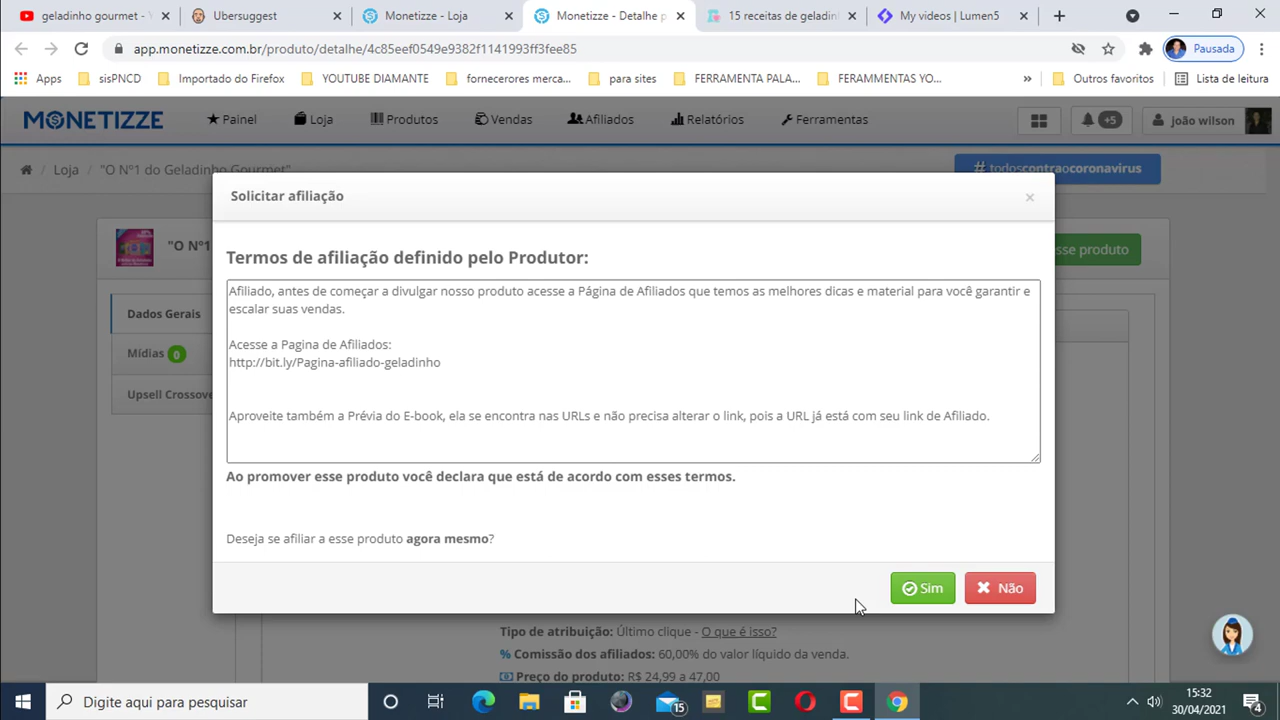 geladinho gourmet -
Ubersuggest
Monetizze - Loja
Monetizze - Detalhe p
15 receitas de geladin
My videos | Lumen5
app.monetizze.com.br/produto/detalhe/4c85eef0549e9382f1141993ff3fee85
Pausada
Apps
sisPNCD
Importado do Firefox
YOUTUBE DIAMANTE
fornecerores merca...
para sites
FERRAMENTA PALA...
FERAMMENTAS YO...
»
Outros favoritos
Lista de leitura
MONETIZZE
Painel
Loja
Produtos
Vendas
Afiliados
Relatórios
Ferramentas
+5
joão wilson
/ Loja / "O Nº1 do Geladinho Gourmet"
# todoscontraocoronavirus
Solicitar afiliação
×
"O Nº1
sse produto
Termos de afiliação definido pelo Produtor:
Afiliado, antes de começar a divulgar nosso produto acesse a Página de Afiliados que temos as melhores dicas e material para você garantir e
escalar suas vendas.
Dados Gerais
Acesse a Pagina de Afiliados:
Mídias 0
http://bit.ly/Pagina-afiliado-geladinho
Upsell Crossove
Aproveite também a Prévia do E-book, ela se encontra nas URLs e não precisa alterar o link, pois a URL já está com seu link de Afiliado.
Ao promover esse produto você declara que está de acordo com esses termos.
Deseja se afiliar a esse produto agora mesmo?
Sim
Não
Tipo de atribuição: Último clique - O que é isso?
% Comissão dos afiliados: 60,00% do valor líquido da venda.
Preço do produto: R$ 24,99 a 47,00
Digite aqui para pesquisar
15
15:32
30/04/2021
4